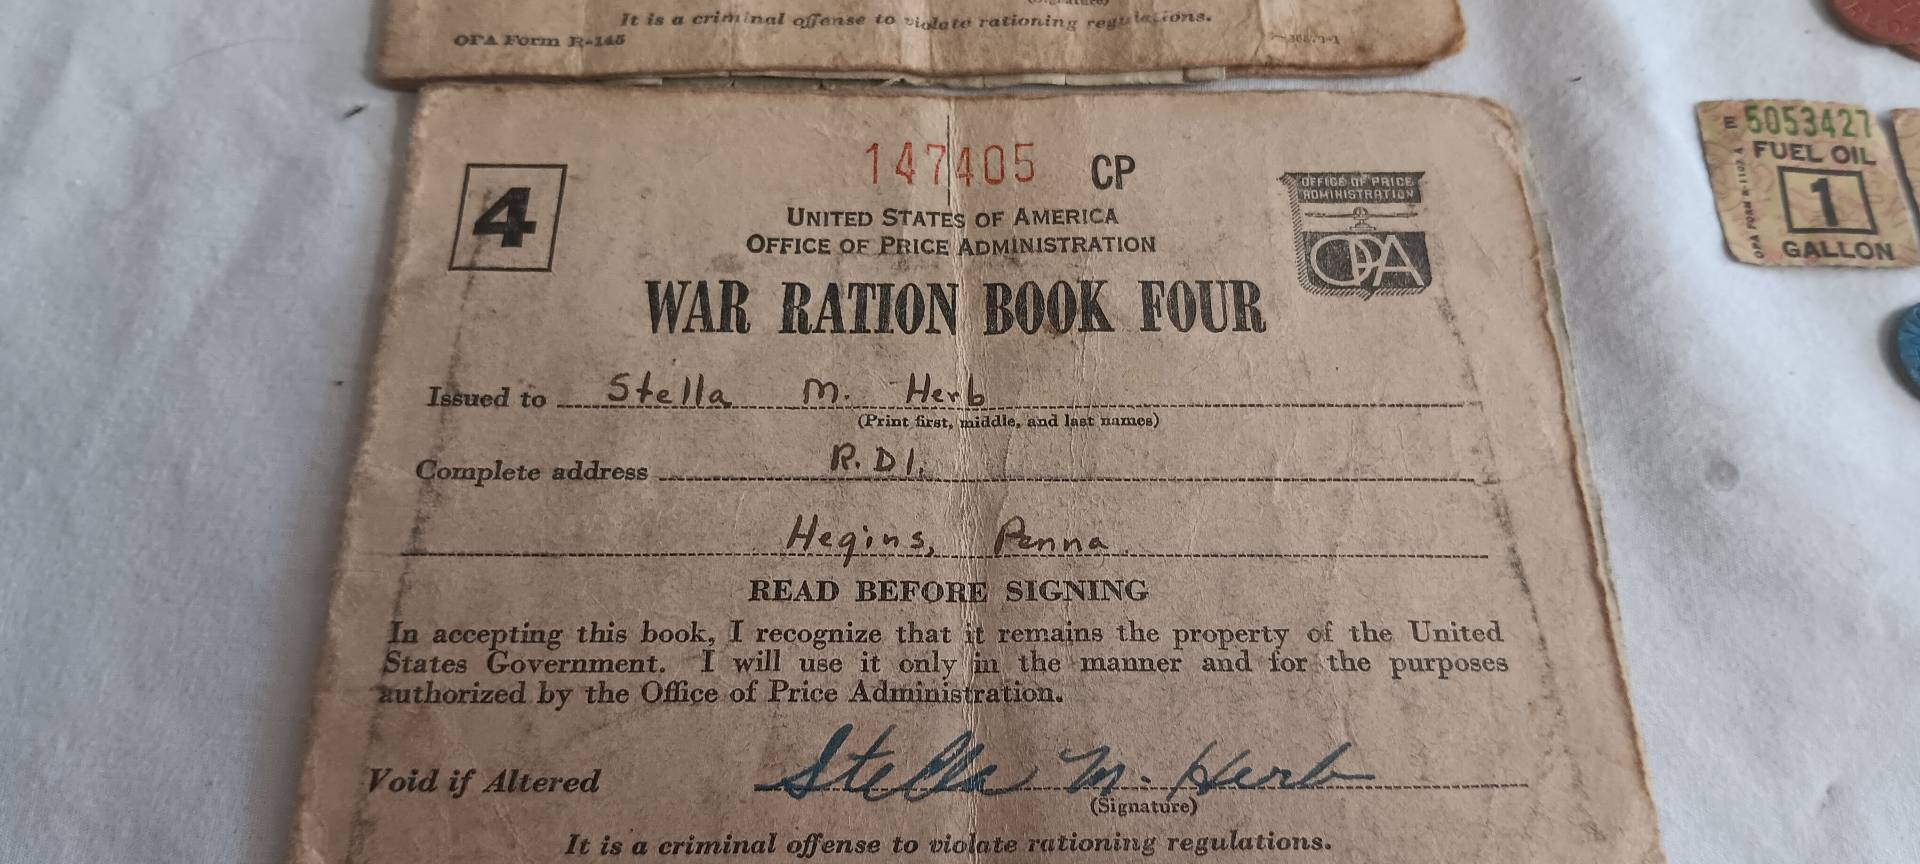 It is a criminal offense to violate rationing regulations.
OPA Form R-145
4
147405 CP
OFFICE OF PRICE
ADMINISTRATION
OPA
UNITED STATES OF AMERICA
OFFICE OF PRICE ADMINISTRATION
WAR RATION BOOK FOUR
Issued to Stella M. Herb
(Print first, middle, and last names)
Complete address R.D1.
Hegins, Penna
READ BEFORE SIGNING
In accepting this book, I recognize that it remains the property of the United
States Government. I will use it only in the manner and for the purposes
authorized by the Office of Price Administration.
Void if Altered Stella M. Herb
(Signature)
It is a criminal offense to violate rationing regulations.
E 5053427
FUEL OIL
1
GALLON